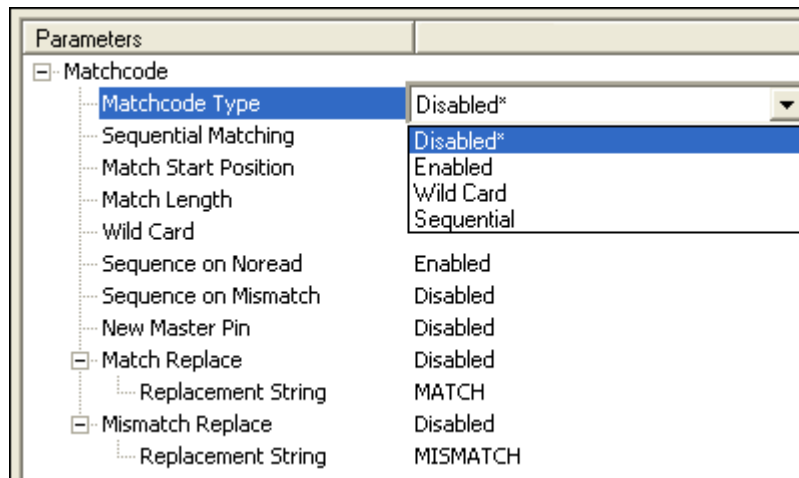 Parameters
Matchcode
Matchcode Type Disabled*
Sequential Matching Disabled*
Match Start Position Enabled
Match Length Wild Card
Wild Card Sequential
Sequence on Noread Enabled
Sequence on Mismatch Disabled
New Master Pin Disabled
Match Replace Disabled
Replacement String MATCH
Mismatch Replace Disabled
Replacement String MISMATCH